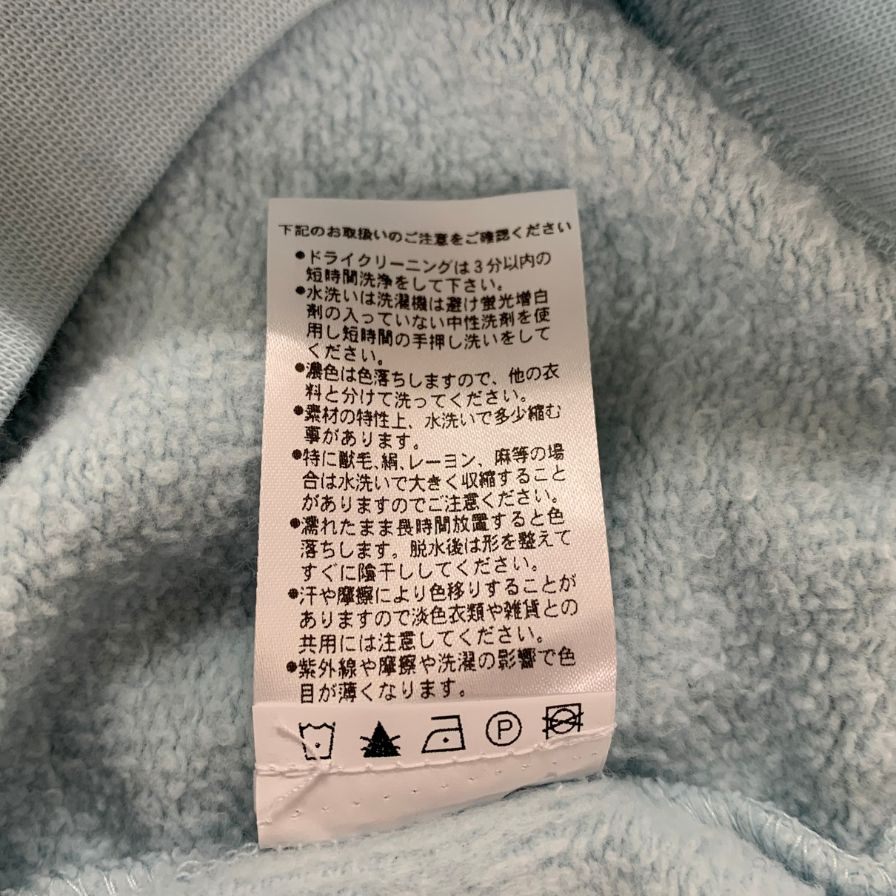 下記のお取扱いのご注意をご確認ください
●ドライクリーニングは3分以内の
短時間洗浄をして下さい。
●水洗いは洗濯機は避け蛍光増白
剤の入っていない中性洗剤を使
用し短時間の手押し洗いをして
ください。
●濃色は色落ちしますので、他の衣
料と分けて洗ってください。
●素材の特性上、水洗いで多少縮む
事があります。
●特に獣毛、絹、レーヨン、麻等の場
合は水洗いで大きく収縮すること
がありますのでご注意ください。
●濡れたまま長時間放置すると色
落ちします。脱水後は形を整えて
すぐに陰干ししてください。
●汗や摩擦により色移りすることが
ありますので淡色衣類や雑貨との
共用には注意してください。
●紫外線や摩擦や洗濯の影響で色
目が薄くなります。
P